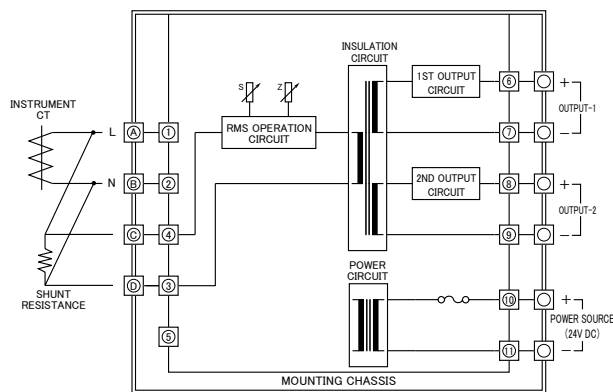 INSULATION
CIRCUIT
1ST OUTPUT
CIRCUIT
⑥
+
OUTPUT-1
S
Z
INSTRUMENT
CT
L
Ⓐ
①
RMS OPERATION
CIRCUIT
⑦
−
N
Ⓑ
②
2ND OUTPUT
CIRCUIT
⑧
+
OUTPUT-2
Ⓒ
④
⑨
−
SHUNT
RESISTANCE
Ⓓ
③
POWER
CIRCUIT
⑩
+
POWER SOURCE
(24V DC)
⑤
⑪
−
MOUNTING CHASSIS